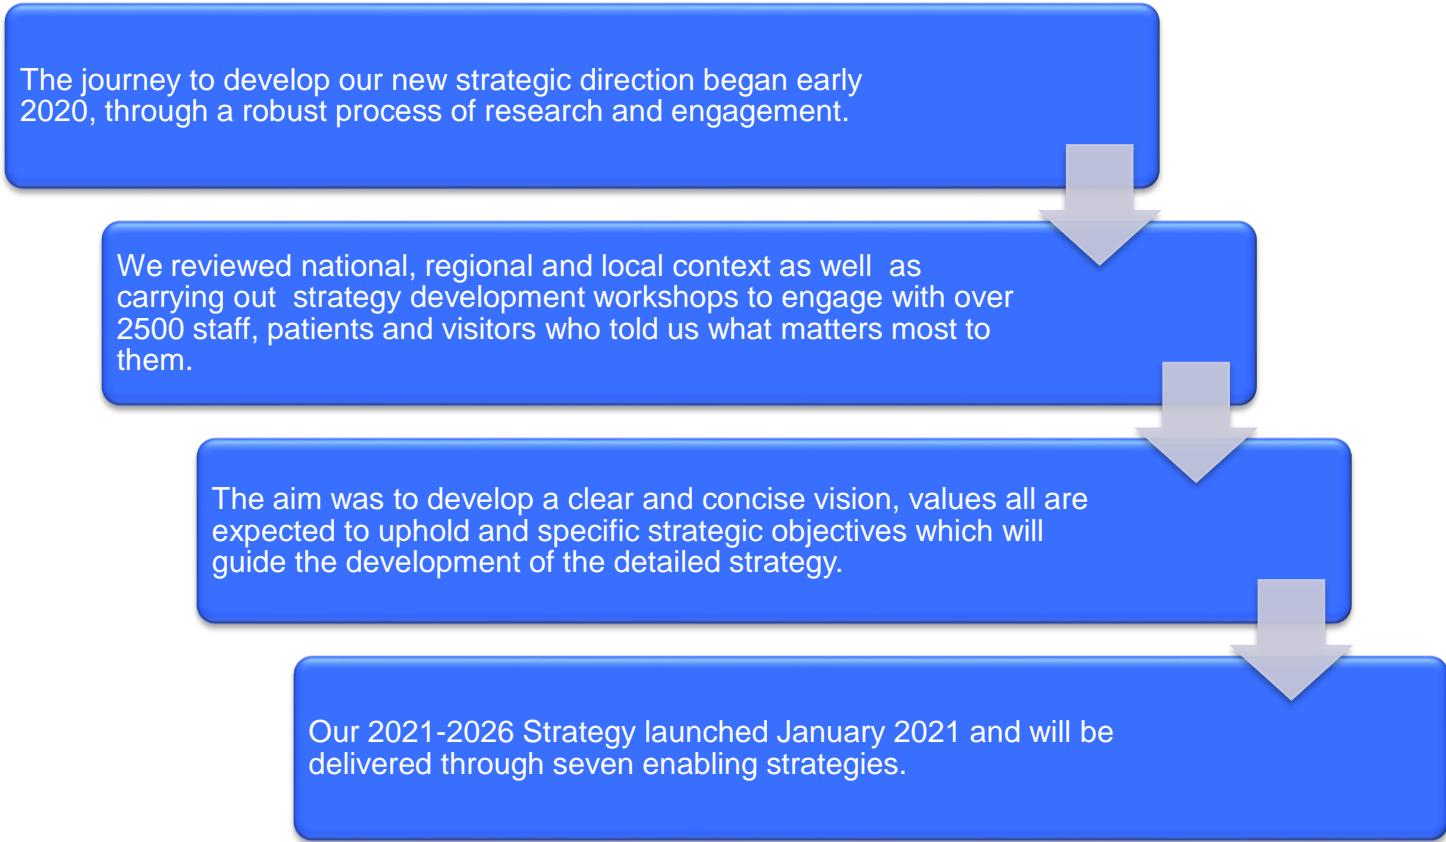 The journey to develop our new strategic direction began early
2020, through a robust process of research and engagement.
We reviewed national, regional and local context as well  as
carrying out  strategy development workshops to engage with over
2500 staff, patients and visitors who told us what matters most to
them.
The aim was to develop a clear and concise vision, values all are
expected to uphold and specific strategic objectives which will
guide the development of the detailed strategy.
Our 2021-2026 Strategy launched January 2021 and will be
delivered through seven enabling strategies.